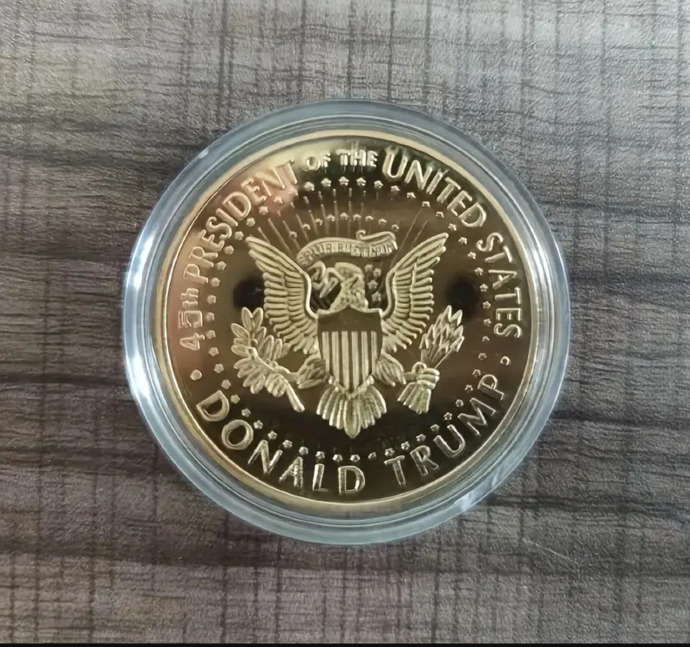 45th PRESIDENT OF THE UNITED STATES
DONALD TRUMP